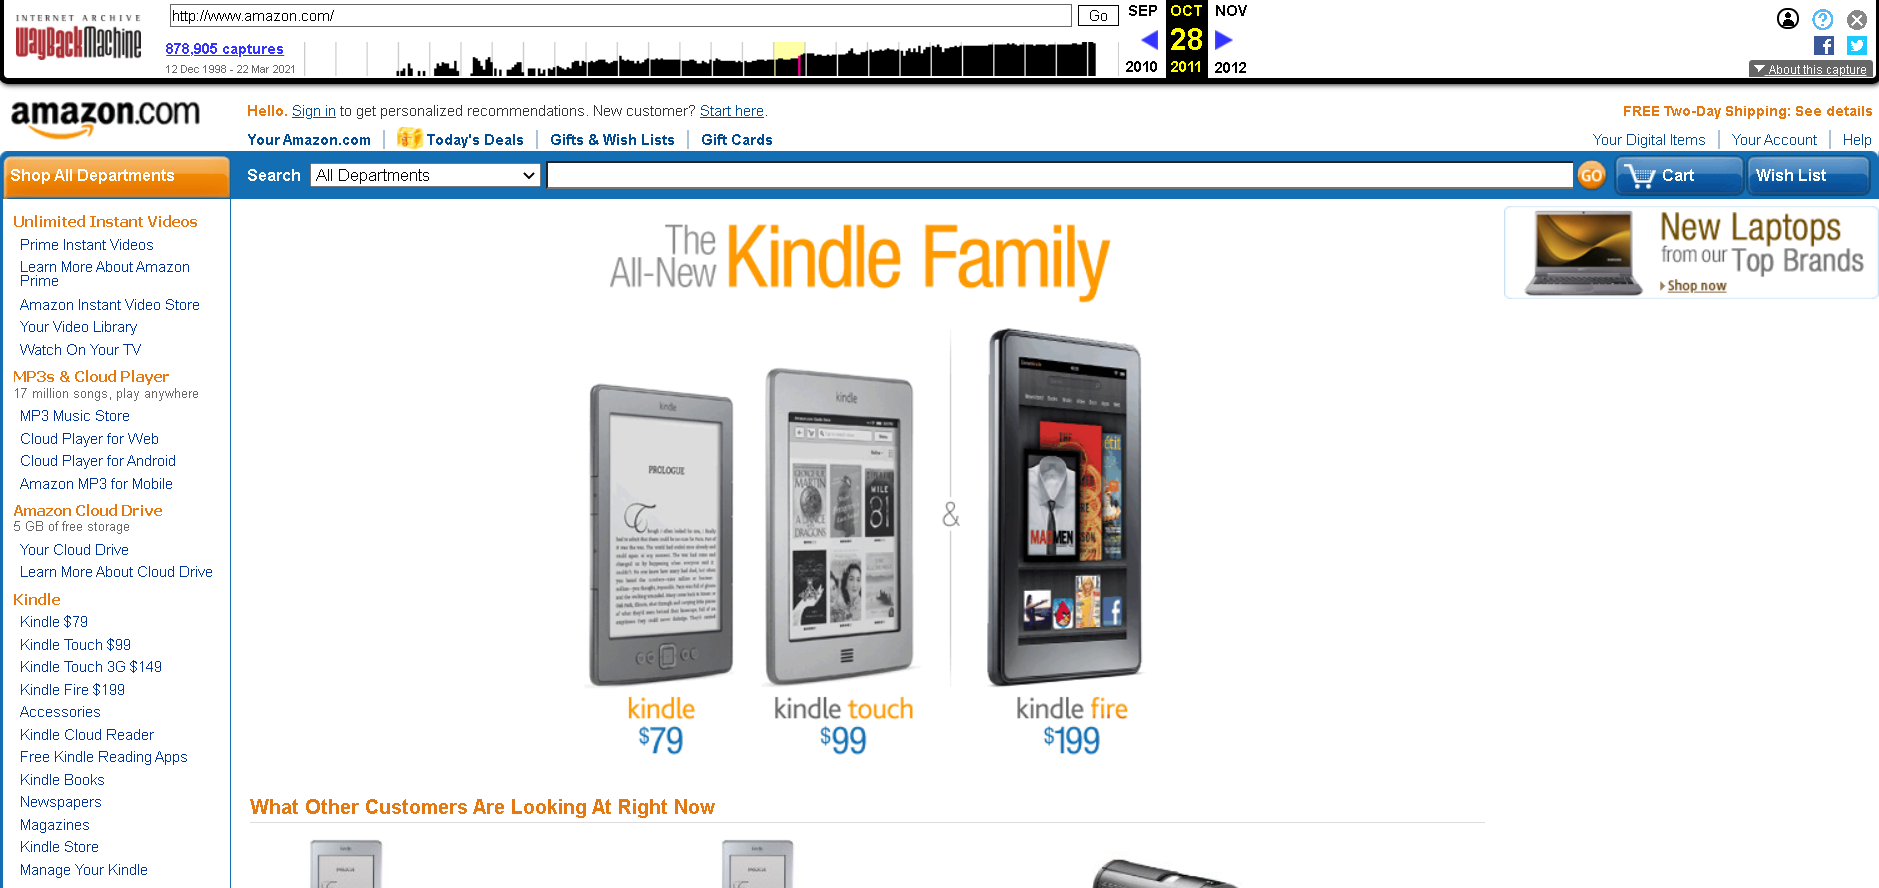 INTERNET ARCHIVE
WayBackMachine
http://www.amazon.com/
Go
878,905 captures
12 Dec 1998 - 22 Mar 2021
SEP OCT NOV
28
2010 2011 2012
About this capture
amazon.com
Hello. Sign in to get personalized recommendations. New customer? Start here.
FREE Two-Day Shipping: See details
Your Amazon.com
Today's Deals
Gifts & Wish Lists
Gift Cards
Your Digital Items
Your Account
Help
Shop All Departments
Search
All Departments
GO
Cart
Wish List
Unlimited Instant Videos
Prime Instant Videos
Learn More About Amazon
Prime
Amazon Instant Video Store
Your Video Library
Watch On Your TV
MP3s & Cloud Player
17 million songs, play anywhere
MP3 Music Store
Cloud Player for Web
Cloud Player for Android
Amazon MP3 for Mobile
Amazon Cloud Drive
5 GB of free storage
Your Cloud Drive
Learn More About Cloud Drive
Kindle
Kindle $79
Kindle Touch $99
Kindle Touch 3G $149
Kindle Fire $199
Accessories
Kindle Cloud Reader
Free Kindle Reading Apps
Kindle Books
Newspapers
Magazines
Kindle Store
Manage Your Kindle
The
All-New
Kindle Family
New Laptops
from our Top Brands
Shop now
kindle
PROLOGUE
kindle
MILE
81
DRAGONS
&
THE
MAD MEN
kindle
$79
kindle touch
$99
kindle fire
$199
What Other Customers Are Looking At Right Now
kindle
kindle